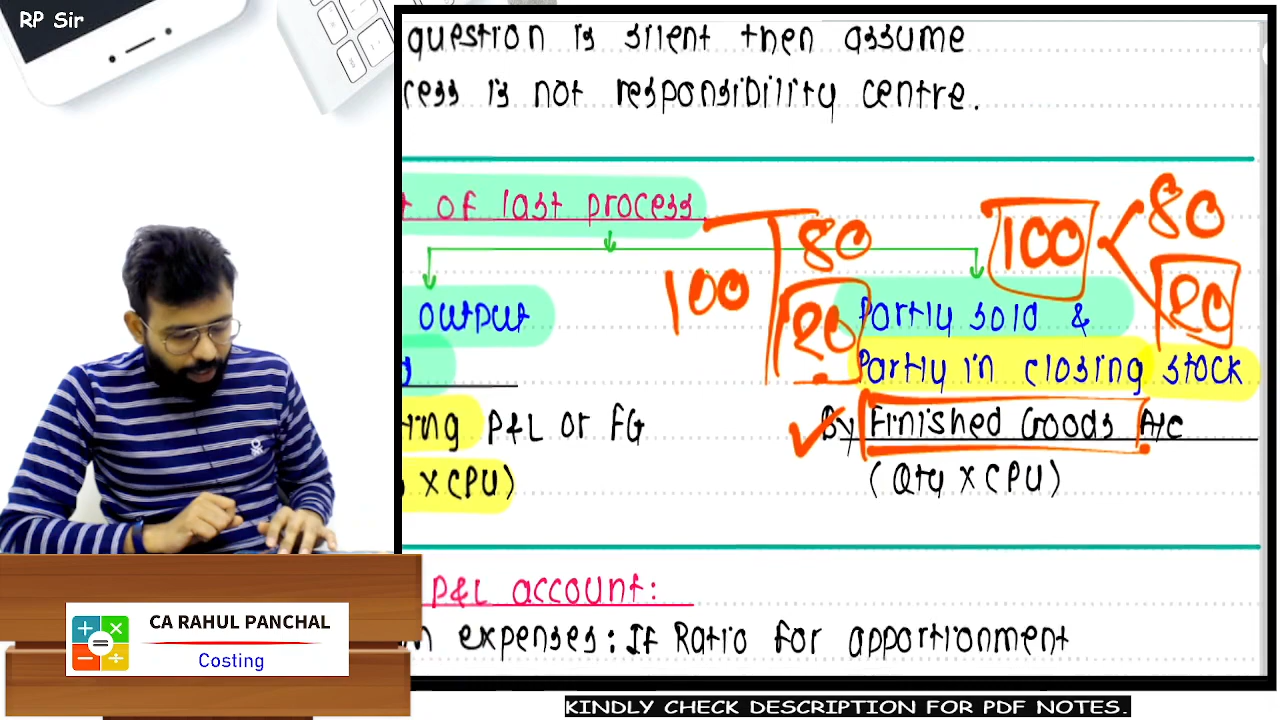 RP Sir
question is silent then assume
cess is not responsibility centre.
t of last process
80
100
20
100
80
20
output
Partly sold &
Partly in closing stock
P&L or FG
By Finished Goods A/c
X CPU)
(Qty X CPU)
P&L account:
expenses: If Ratio for apportionment
CA RAHUL PANCHAL
Costing
KINDLY CHECK DESCRIPTION FOR PDF NOTES.